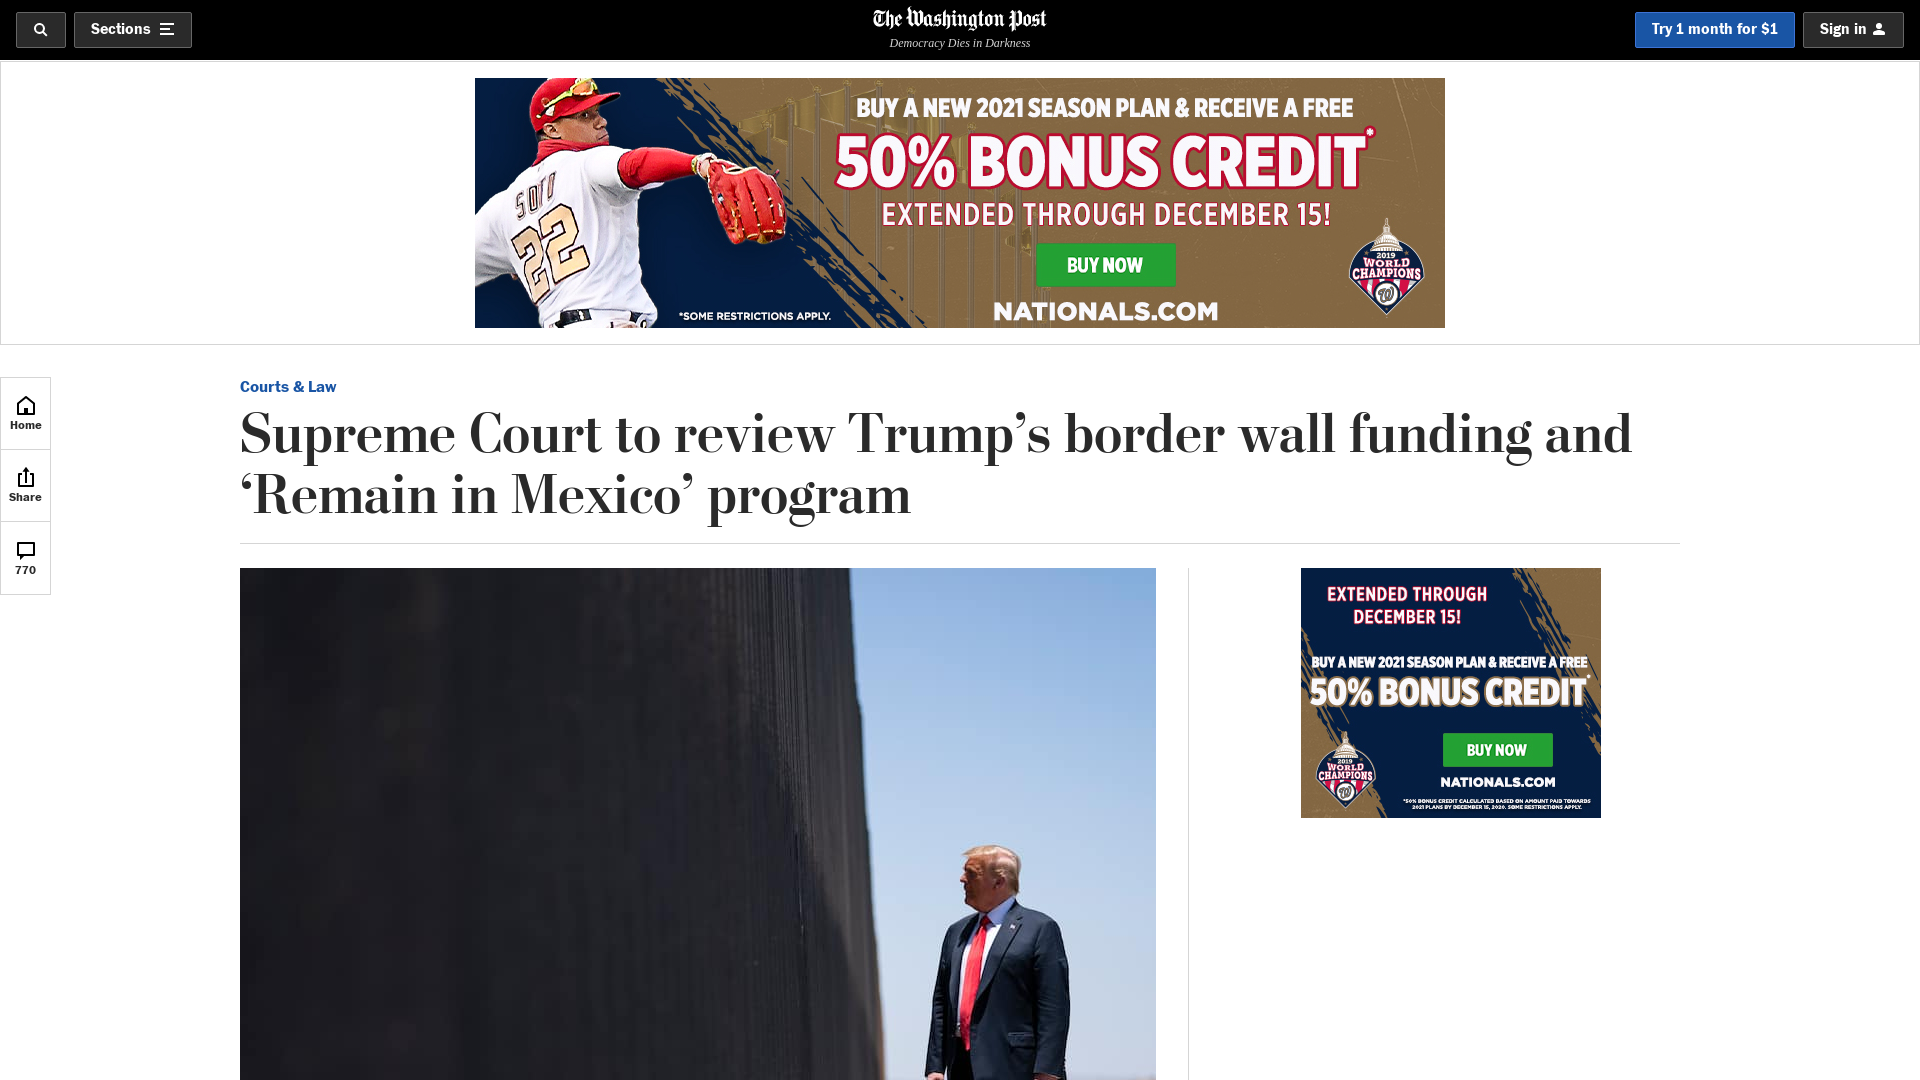 Sections
The Washington Post
Democracy Dies in Darkness
Try 1 month for $1
Sign in
BUY A NEW 2021 SEASON PLAN & RECEIVE A FREE
50% BONUS CREDIT*
EXTENDED THROUGH DECEMBER 15!
BUY NOW
NATIONALS.COM
*SOME RESTRICTIONS APPLY.
22
2019
WORLD
CHAMPIONS
W
Home
Share
770
Courts & Law
Supreme Court to review Trump’s border wall funding and
‘Remain in Mexico’ program
EXTENDED THROUGH
DECEMBER 15!
BUY A NEW 2021 SEASON PLAN & RECEIVE A FREE
50% BONUS CREDIT*
BUY NOW
NATIONALS.COM
2019
WORLD
CHAMPIONS
W
*50% BONUS CREDIT CALCULATED BASED ON AMOUNT PAID TOWARDS
2021 PLANS BY DECEMBER 15, 2020. SOME RESTRICTIONS APPLY.